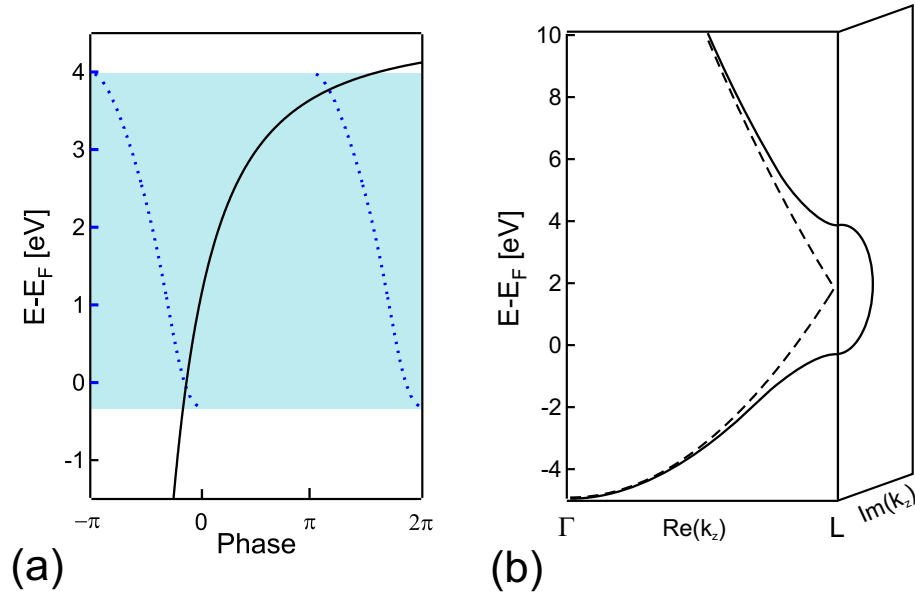 4
3
2
1
0
-1
E-E_F [eV]
−π
0
π
2π
Phase
(a)
10
8
6
4
2
0
-2
-4
E-E_F [eV]
Γ
Re(k_z)
L
Im(k_z)
(b)